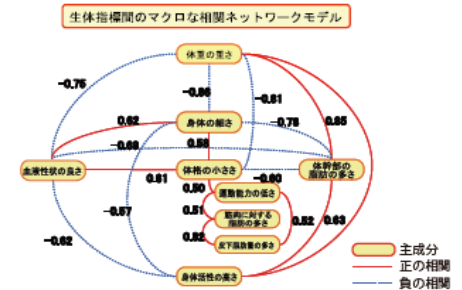 生体指標間のマクロな相関ネットワークモデル
体重の重さ
-0.75
-0.86
-0.81
身体の細さ
0.62
-0.78
0.85
-0.68
0.58
血液性状の良さ
体格の小ささ
体幹部の
脂肪の多さ
0.61
-0.60
0.50
運動能力の低さ
0.51
筋肉に対する
脂肪の多さ
0.52
0.63
-0.57
0.82
皮下脂肪量の多さ
-0.62
身体活性の高さ
主成分
正の相関
負の相関